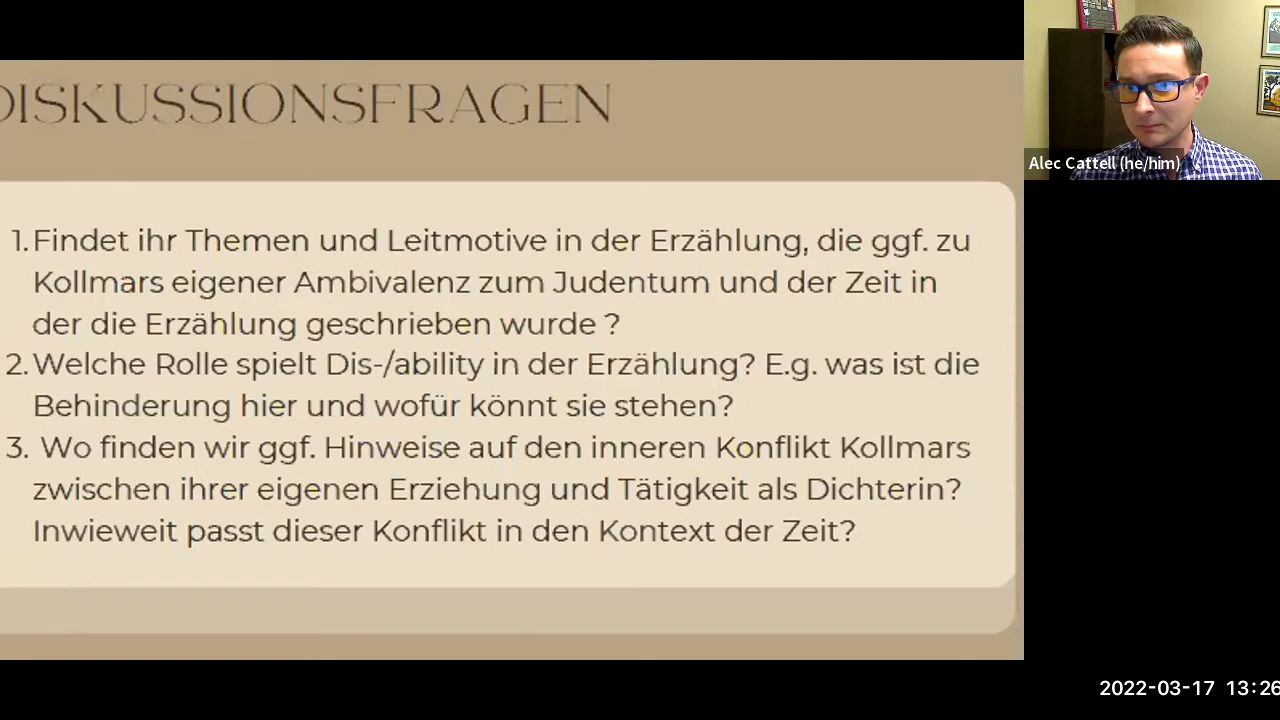 DISKUSSIONSFRAGEN
1. Findet ihr Themen und Leitmotive in der Erzählung, die ggf. zu
Kollmars eigener Ambivalenz zum Judentum und der Zeit in
der die Erzählung geschrieben wurde ?
2. Welche Rolle spielt Dis-/ability in der Erzählung? E.g. was ist die
Behinderung hier und wofür könnt sie stehen?
3. Wo finden wir ggf. Hinweise auf den inneren Konflikt Kollmars
zwischen ihrer eigenen Erziehung und Tätigkeit als Dichterin?
Inwieweit passt dieser Konflikt in den Kontext der Zeit?
Alec Cattell (he/him)
2022-03-17 13:26